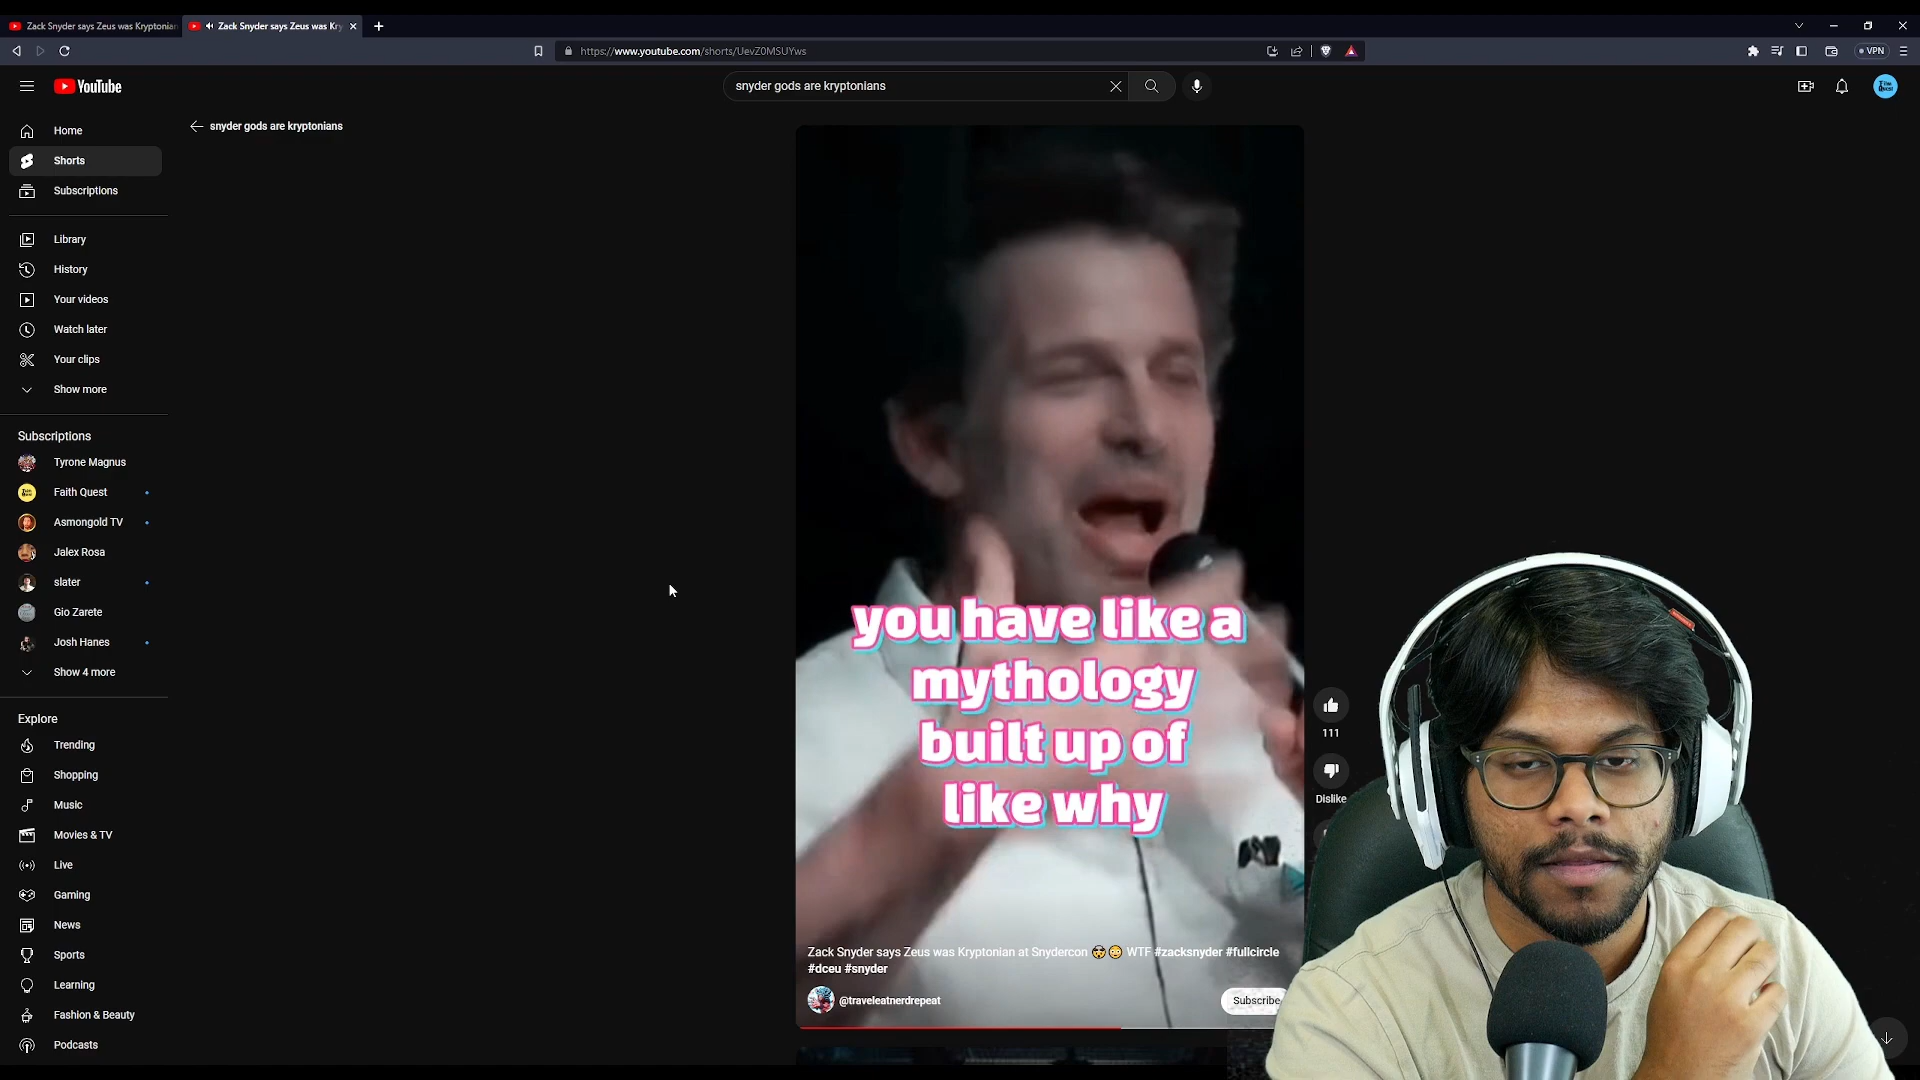 Zack Snyder says Zeus was Kryptonian
Zack Snyder says Zeus was Kry
https://www.youtube.com/shorts/UevZ0MSUYws
VPN
YouTube
snyder gods are kryptonians
Home
Shorts
Subscriptions
Library
History
Your videos
Watch later
Your clips
Show more
Subscriptions
Tyrone Magnus
Faith Quest
Asmongold TV
Jalex Rosa
slater
Gio Zarete
Josh Hanes
Show 4 more
Explore
Trending
Shopping
Music
Movies & TV
Live
Gaming
News
Sports
Learning
Fashion & Beauty
Podcasts
snyder gods are kryptonians
you have like a
mythology
built up of
like why
111
Dislike
Zack Snyder says Zeus was Kryptonian at Snydercon 🤯😳 WTF #zacksnyder #fullcircle
#dceu #snyder
@traveleatnerdrepeat
Subscribe